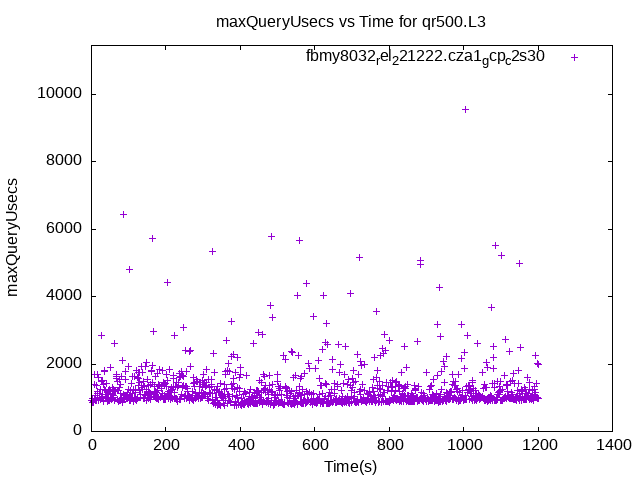 maxQueryUsecs vs Time for qr500.L3
fbmy8032rel221222.cza1gcpc2s30
10000
8000
6000
4000
2000
0
maxQueryUsecs
0 200 400 600 800 1000 1200 1400
Time(s)